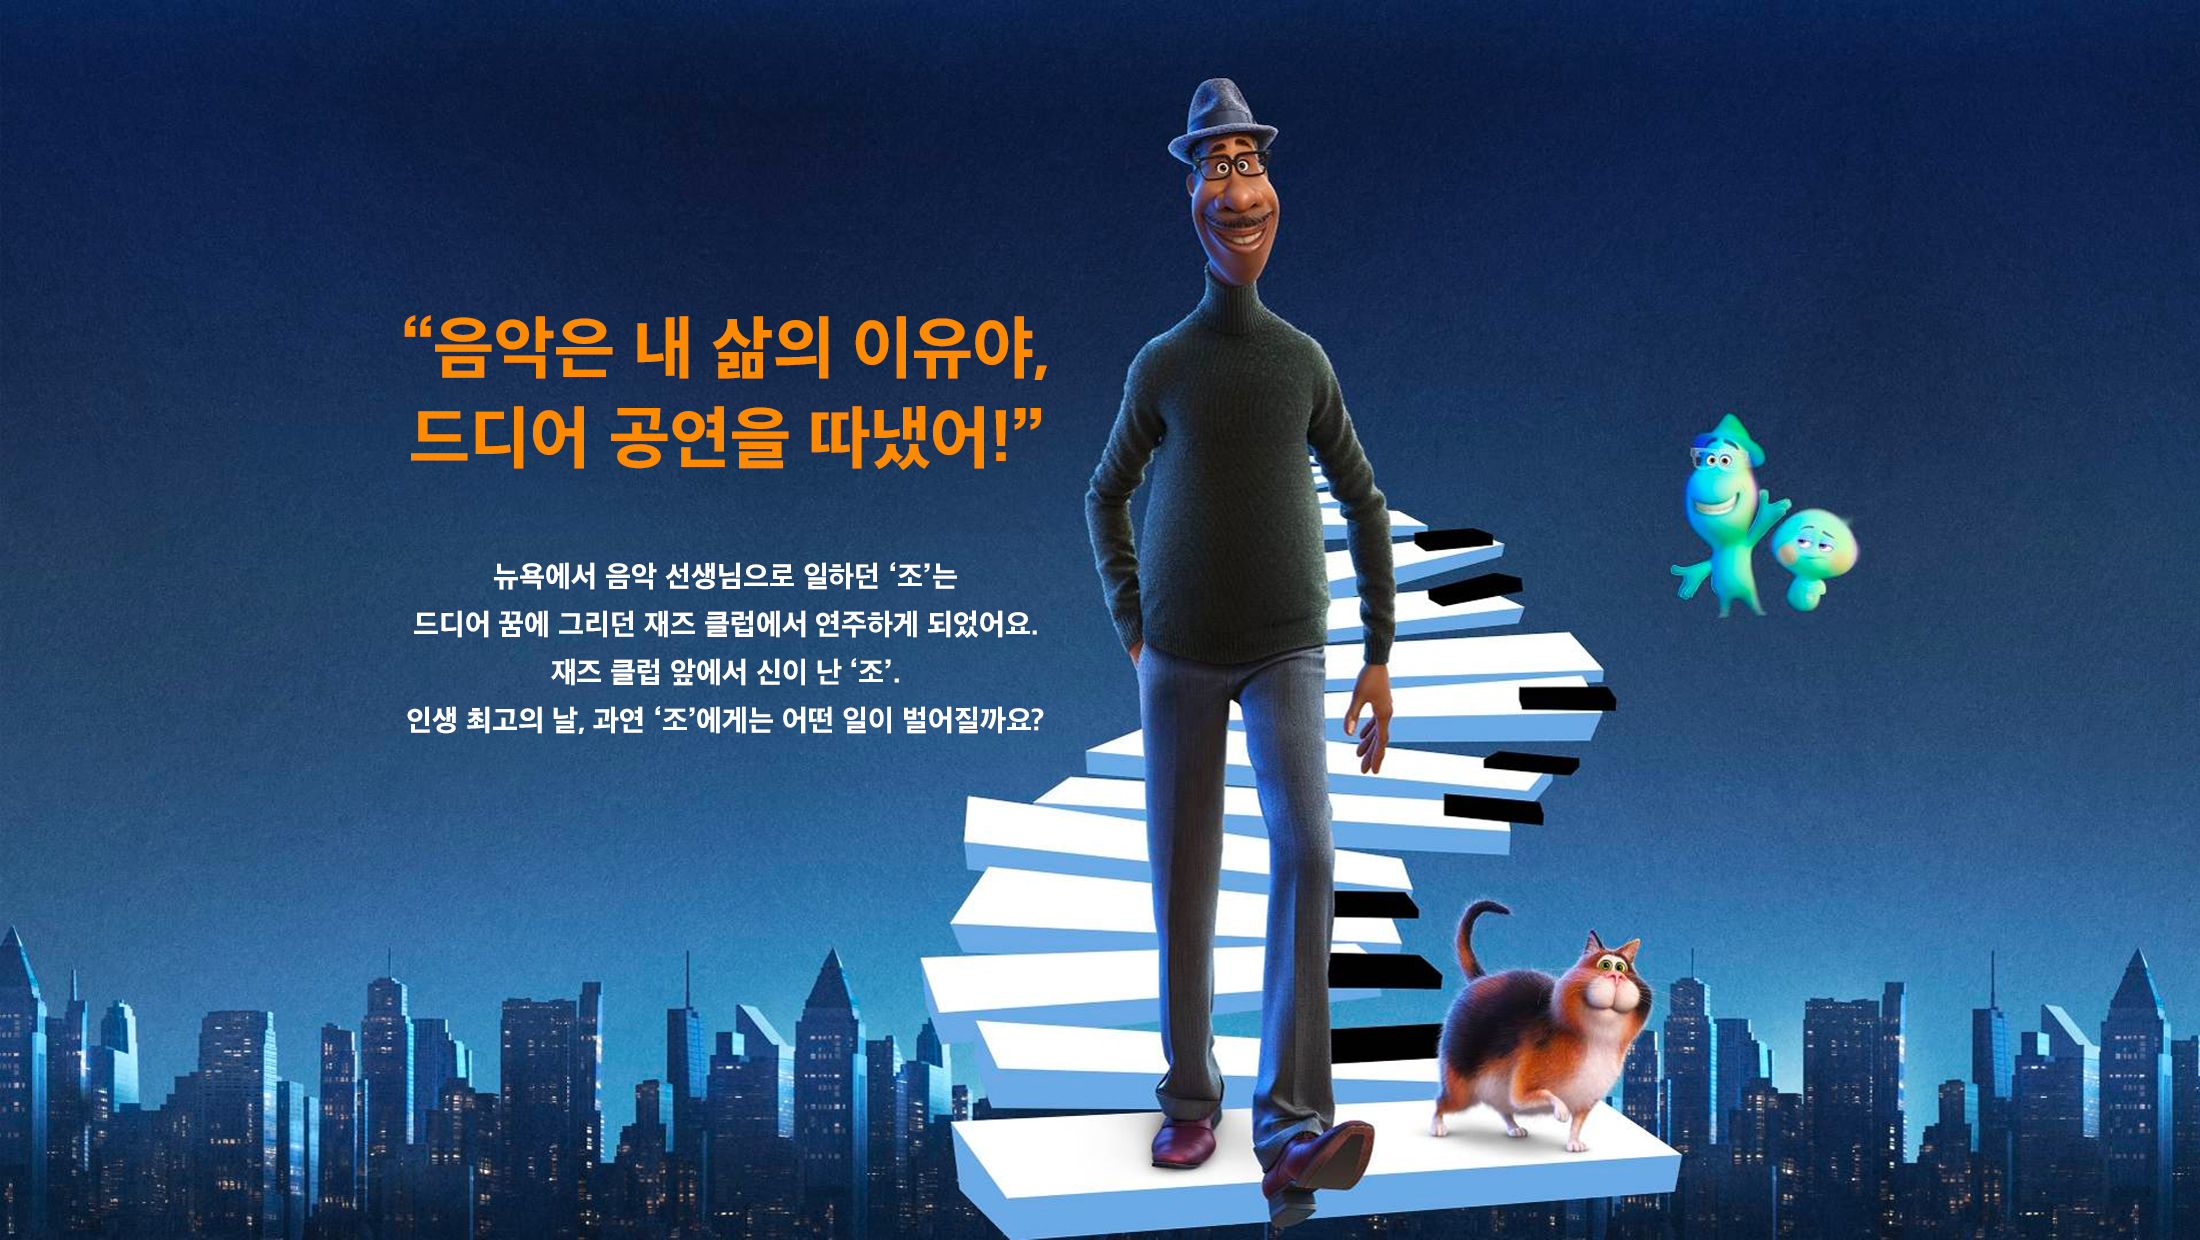 “음악은 내 삶의 이유야,
드디어 공연을 따냈어!”
뉴욕에서 음악 선생님으로 일하던 ‘조’는
드디어 꿈에 그리던 재즈 클럽에서 연주하게 되었어요.
재즈 클럽 앞에서 신이 난 ‘조’.
인생 최고의 날, 과연 ‘조’에게는 어떤 일이 벌어질까요?